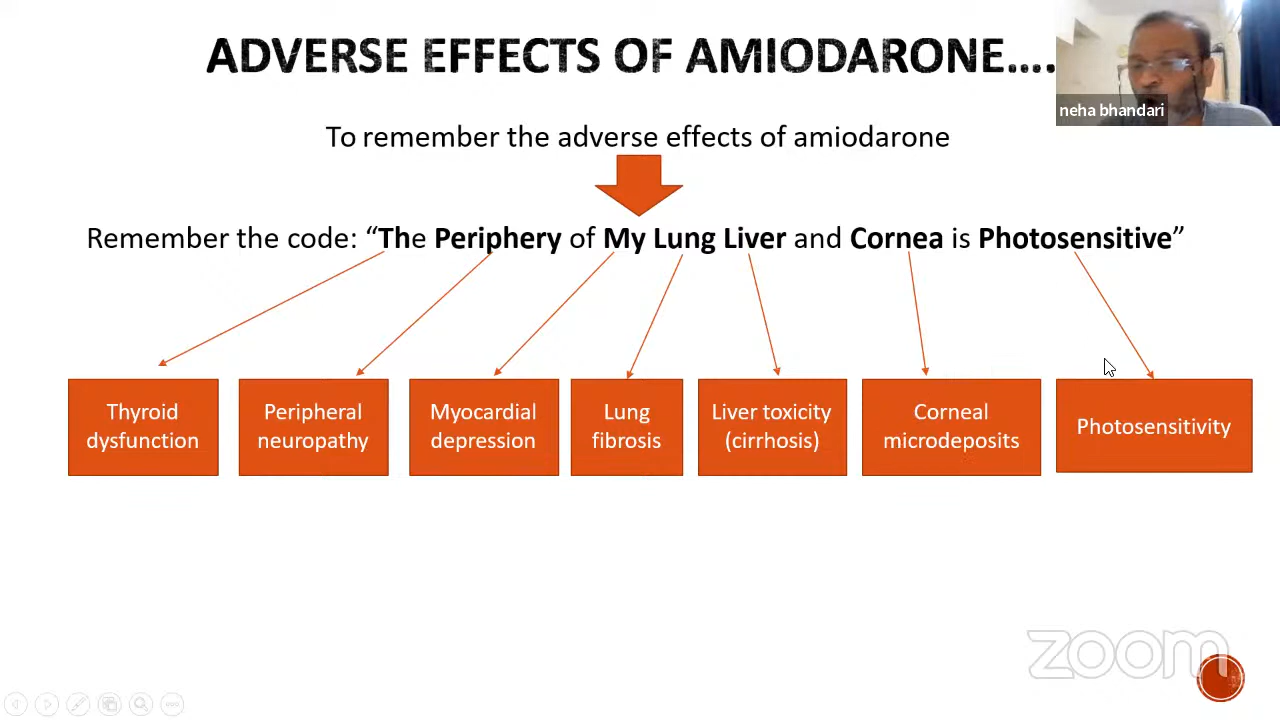 ADVERSE EFFECTS OF AMIODARONE....
neha bhandari
To remember the adverse effects of amiodarone
Remember the code: “The Periphery of My Lung Liver and Cornea is Photosensitive”
Thyroid
dysfunction
Peripheral
neuropathy
Myocardial
depression
Lung
fibrosis
Liver toxicity
(cirrhosis)
Corneal
microdeposits
Photosensitivity
zoom